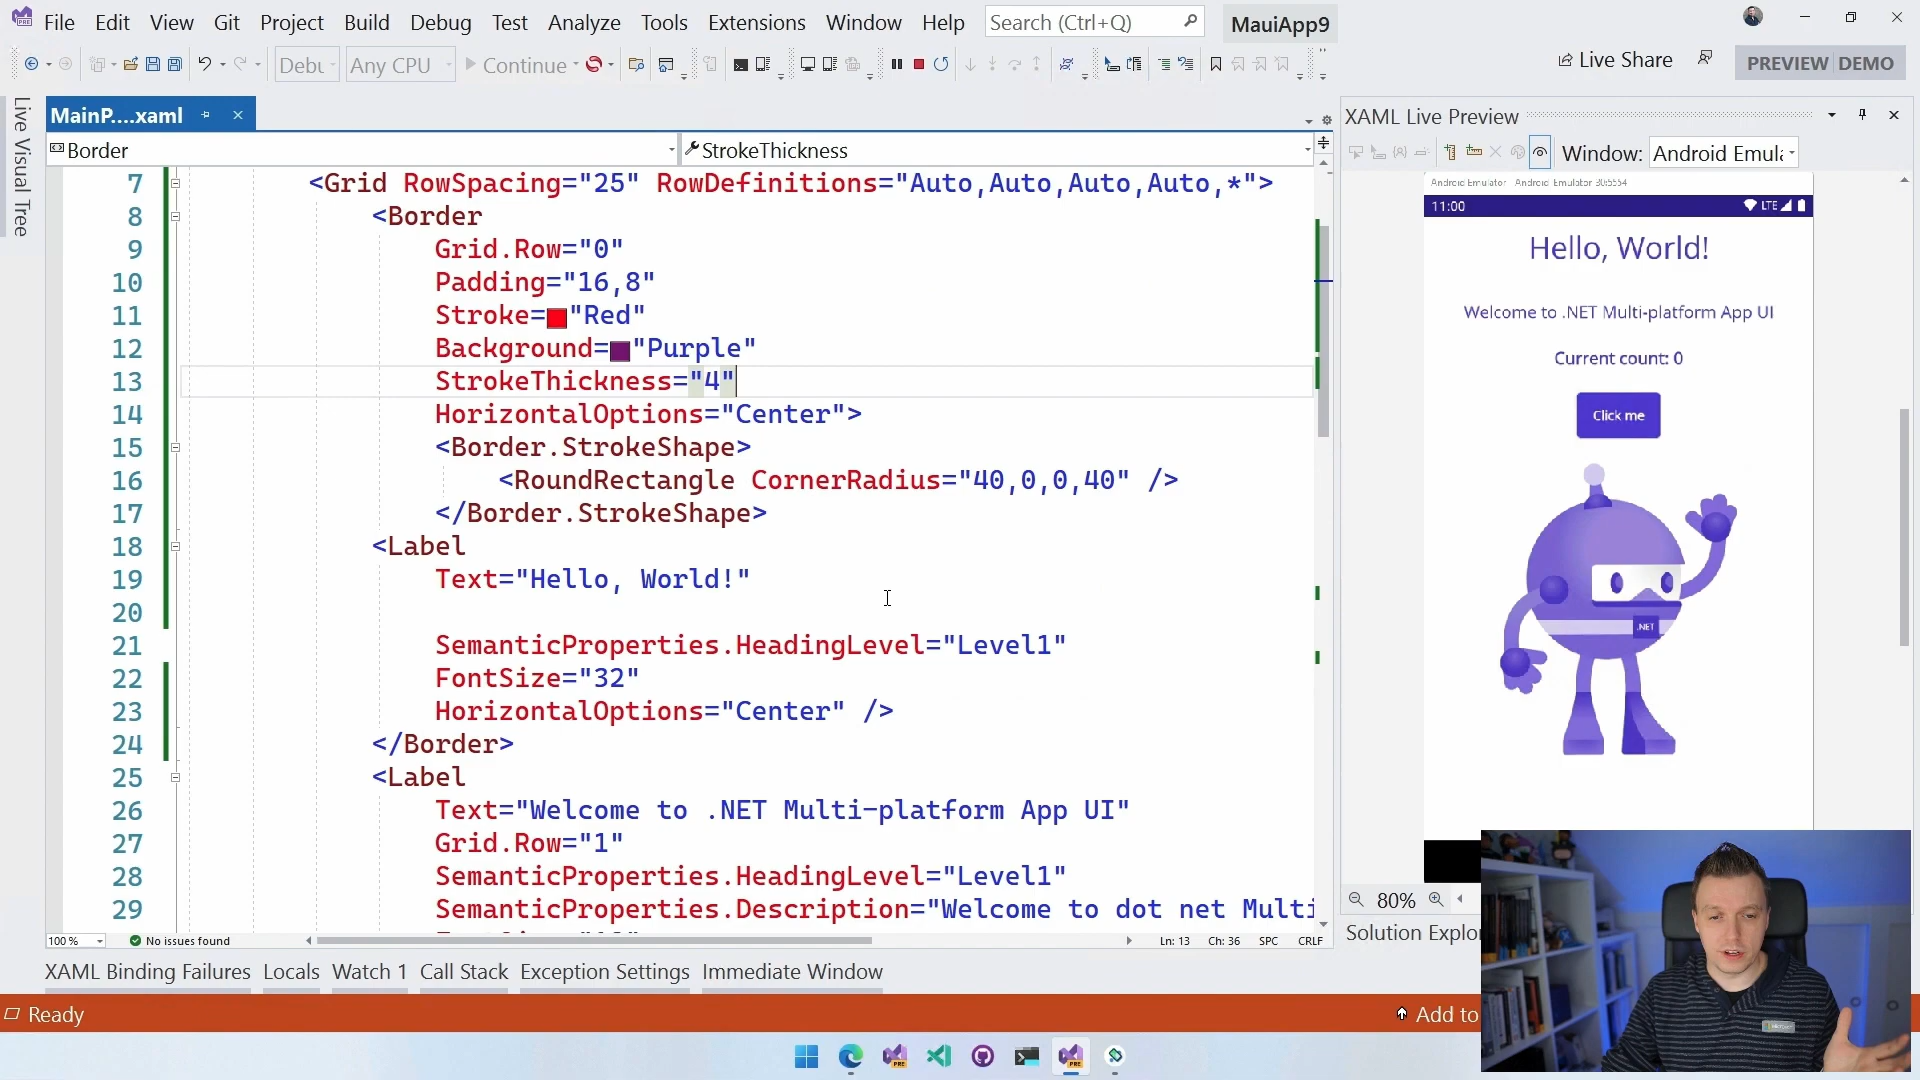 File Edit View Git Project Build Debug Test Analyze Tools Extensions Window Help Search (Ctrl+Q) MauiApp9
Any CPU Continue Live Share PREVIEW DEMO
Live Visual Tree
MainP....xaml
Border StrokeThickness
7 <Grid RowSpacing="25" RowDefinitions="Auto,Auto,Auto,Auto,*">
8 <Border
9 Grid.Row="0"
10 Padding="16,8"
11 Stroke="Red"
12 Background="Purple"
13 StrokeThickness="4"
14 HorizontalOptions="Center">
15 <Border.StrokeShape>
16 <RoundRectangle CornerRadius="40,0,0,40" />
17 </Border.StrokeShape>
18 <Label
19 Text="Hello, World!"
20
21 SemanticProperties.HeadingLevel="Level1"
22 FontSize="32"
23 HorizontalOptions="Center" />
24 </Border>
25 <Label
26 Text="Welcome to .NET Multi-platform App UI"
27 Grid.Row="1"
28 SemanticProperties.HeadingLevel="Level1"
29 SemanticProperties.Description="Welcome to dot net Multi
100 % No issues found Ln: 13 Ch: 36 SPC CRLF
XAML Live Preview
Window: Android Emul
Android Emulator - Android Emulator 30:5554
11:00 LTE
Hello, World!
Welcome to .NET Multi-platform App UI
Current count: 0
Click me
.NET
80%
Solution Explo
XAML Binding Failures Locals Watch 1 Call Stack Exception Settings Immediate Window
Ready Add to
PRE PRE